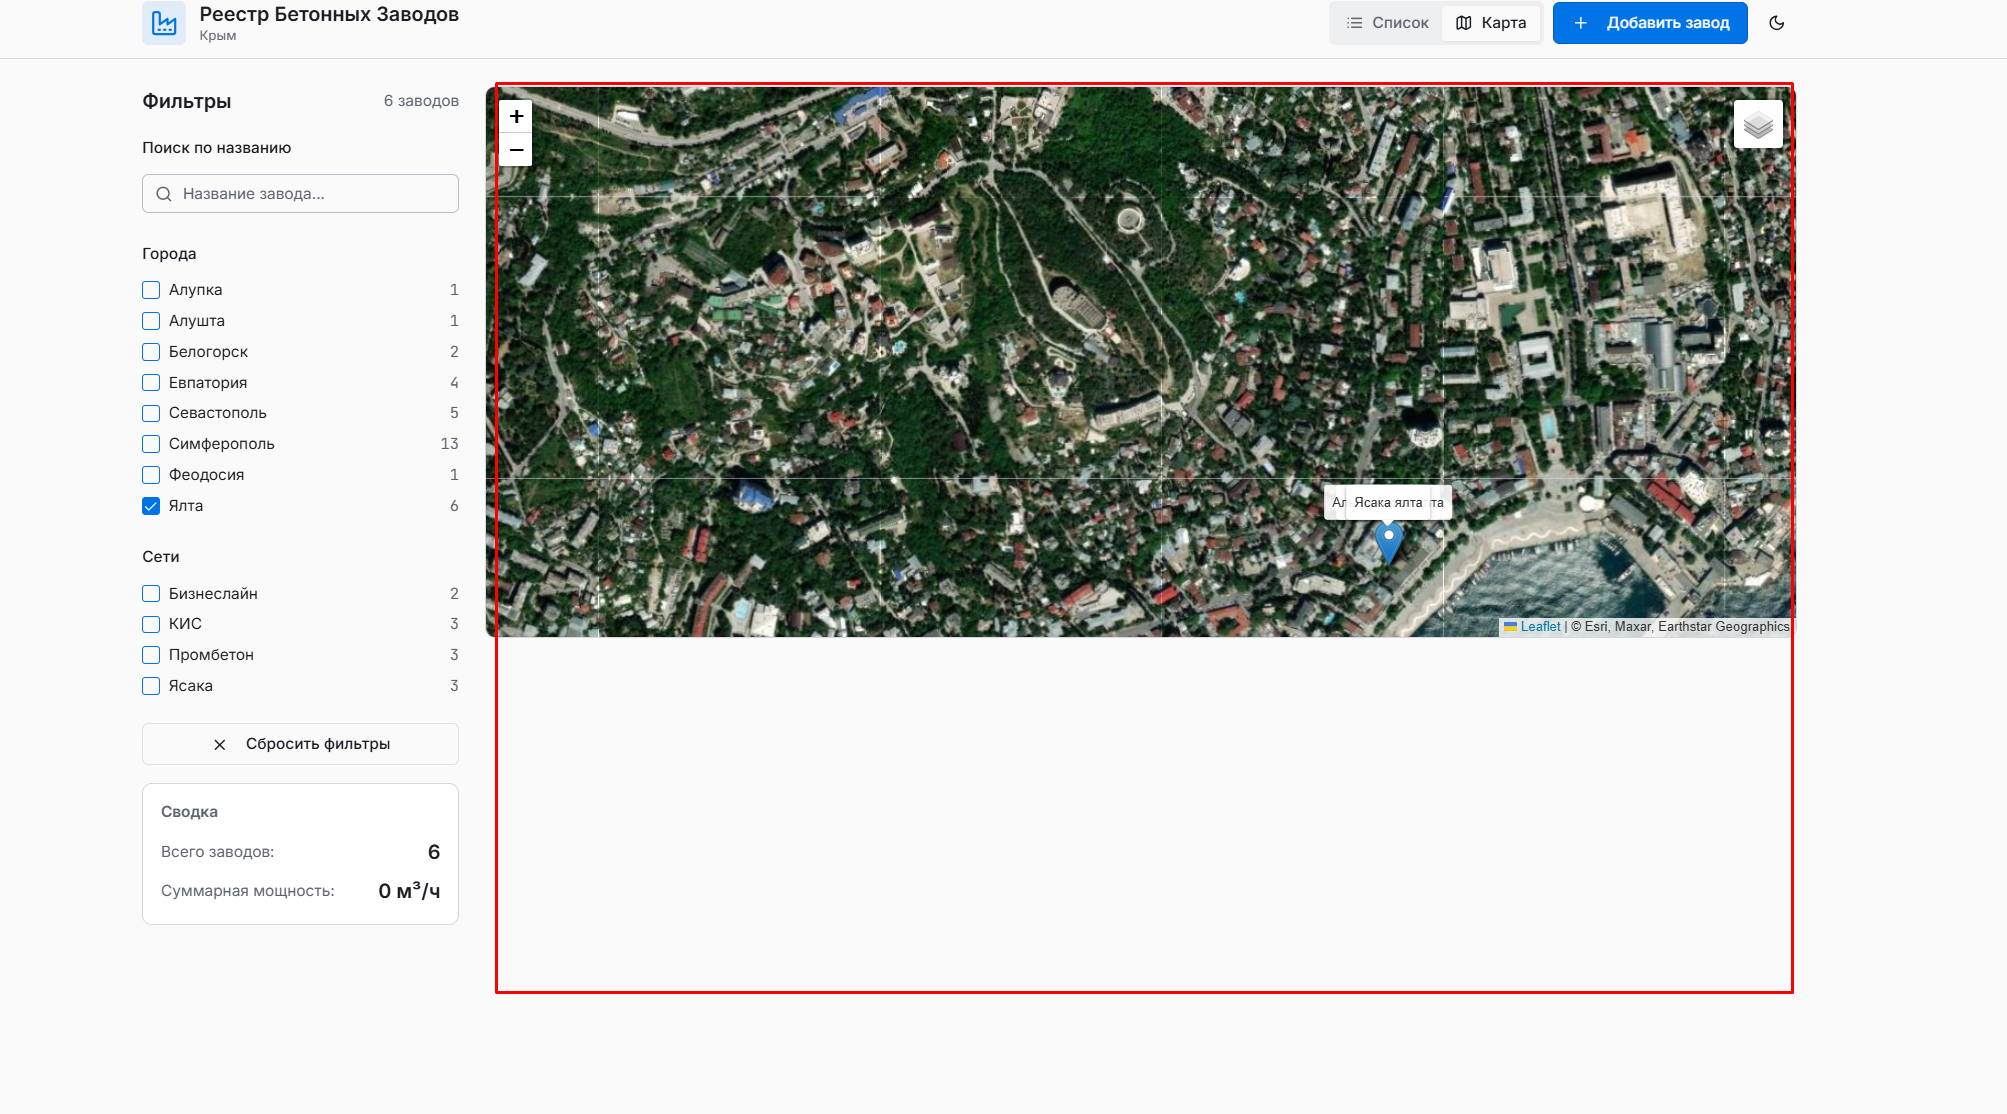 Реестр Бетонных Заводов
Крым
Список
Карта
Добавить завод
Фильтры
6 заводов
Поиск по названию
Название завода...
Города
Алупка 1
Алушта 1
Белогорск 2
Евпатория 4
Севастополь 5
Симферополь 13
Феодосия 1
Ялта 6
Сети
Бизнеслайн 2
КИС 3
Промбетон 3
Ясака 3
Сбросить фильтры
Сводка
Всего заводов: 6
Суммарная мощность: 0 м³/ч
+
−
Ясака ялта
Leaflet | © Esri, Maxar, Earthstar Geographics